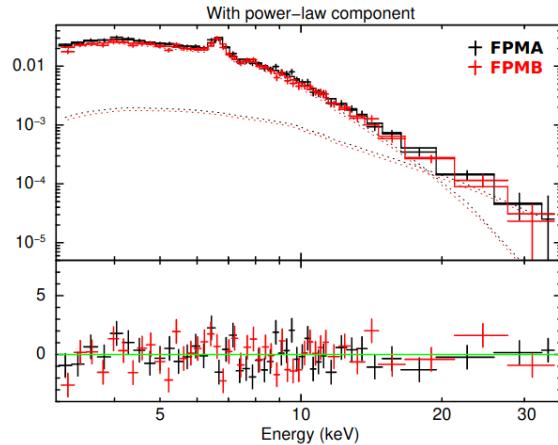 With power-law component
FPMA
FPMB
0.01
10⁻³
10⁻⁴
10⁻⁵
5
0
5
10
20
30
Energy (keV)